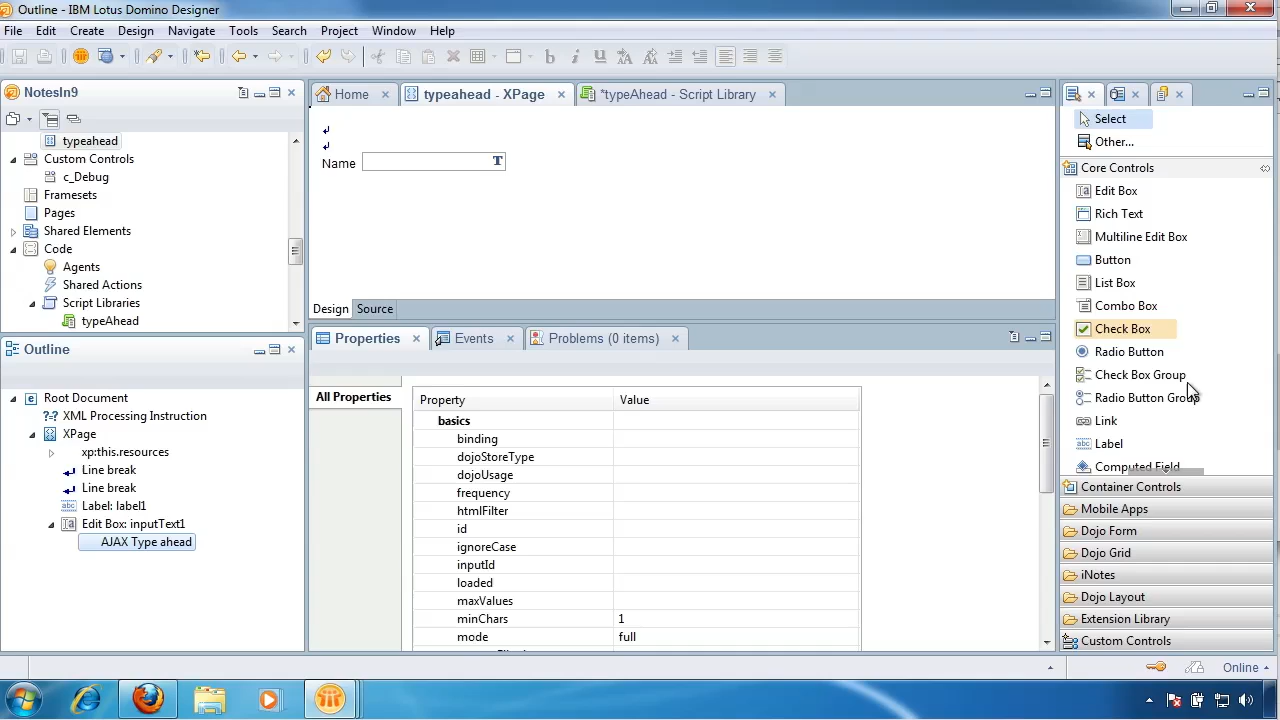 Outline - IBM Lotus Domino Designer
File Edit Create Design Navigate Tools Search Project Window Help
NotesIn9
typeahead
Custom Controls
c_Debug
Framesets
Pages
Shared Elements
Code
Agents
Shared Actions
Script Libraries
typeAhead
Outline
Root Document
XML Processing Instruction
XPage
xp:this.resources
Line break
Line break
Label: label1
Edit Box: inputText1
AJAX Type ahead
Home typeahead - XPage *typeAhead - Script Library
Name
Design Source
Properties Events Problems (0 items)
All Properties
Property Value
basics
binding
dojoStoreType
dojoUsage
frequency
htmlFilter
id
ignoreCase
inputId
loaded
maxValues
minChars 1
mode full
Select
Other...
Core Controls
Edit Box
Rich Text
Multiline Edit Box
Button
List Box
Combo Box
Check Box
Radio Button
Check Box Group
Radio Button Group
Link
Label
Computed Field
Container Controls
Mobile Apps
Dojo Form
Dojo Grid
iNotes
Dojo Layout
Extension Library
Custom Controls
Online